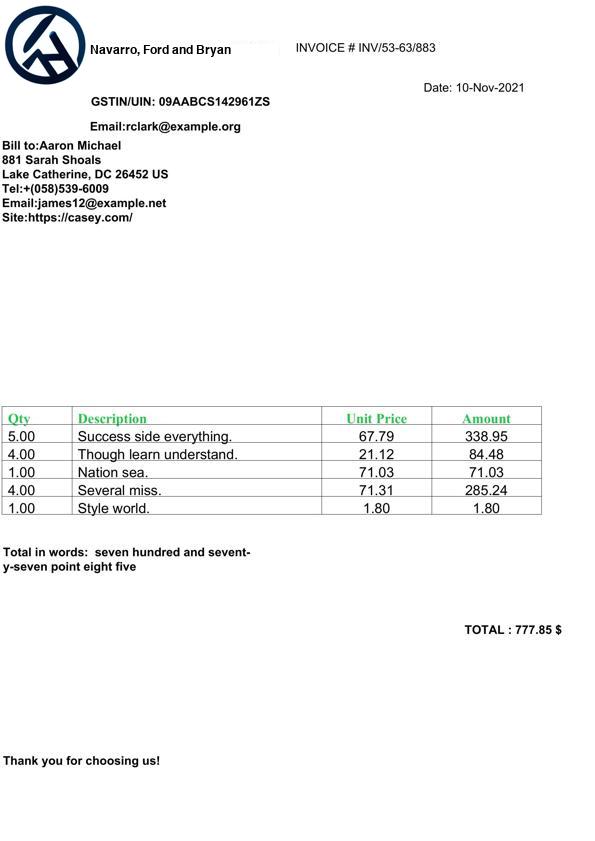 Navarro, Ford and Bryan
INVOICE # INV/53-63/883
Date: 10-Nov-2021
GSTIN/UIN: 09AABCS142961ZS
Email:rclark@example.org
Bill to:Aaron Michael
881 Sarah Shoals
Lake Catherine, DC 26452 US
Tel:+(058)539-6009
Email:james12@example.net
Site:https://casey.com/
Qty Description Unit Price Amount
5.00 Success side everything. 67.79 338.95
4.00 Though learn understand. 21.12 84.48
1.00 Nation sea. 71.03 71.03
4.00 Several miss. 71.31 285.24
1.00 Style world. 1.80 1.80
Total in words:  seven hundred and sevent-
y-seven point eight five
TOTAL : 777.85 $
Thank you for choosing us!